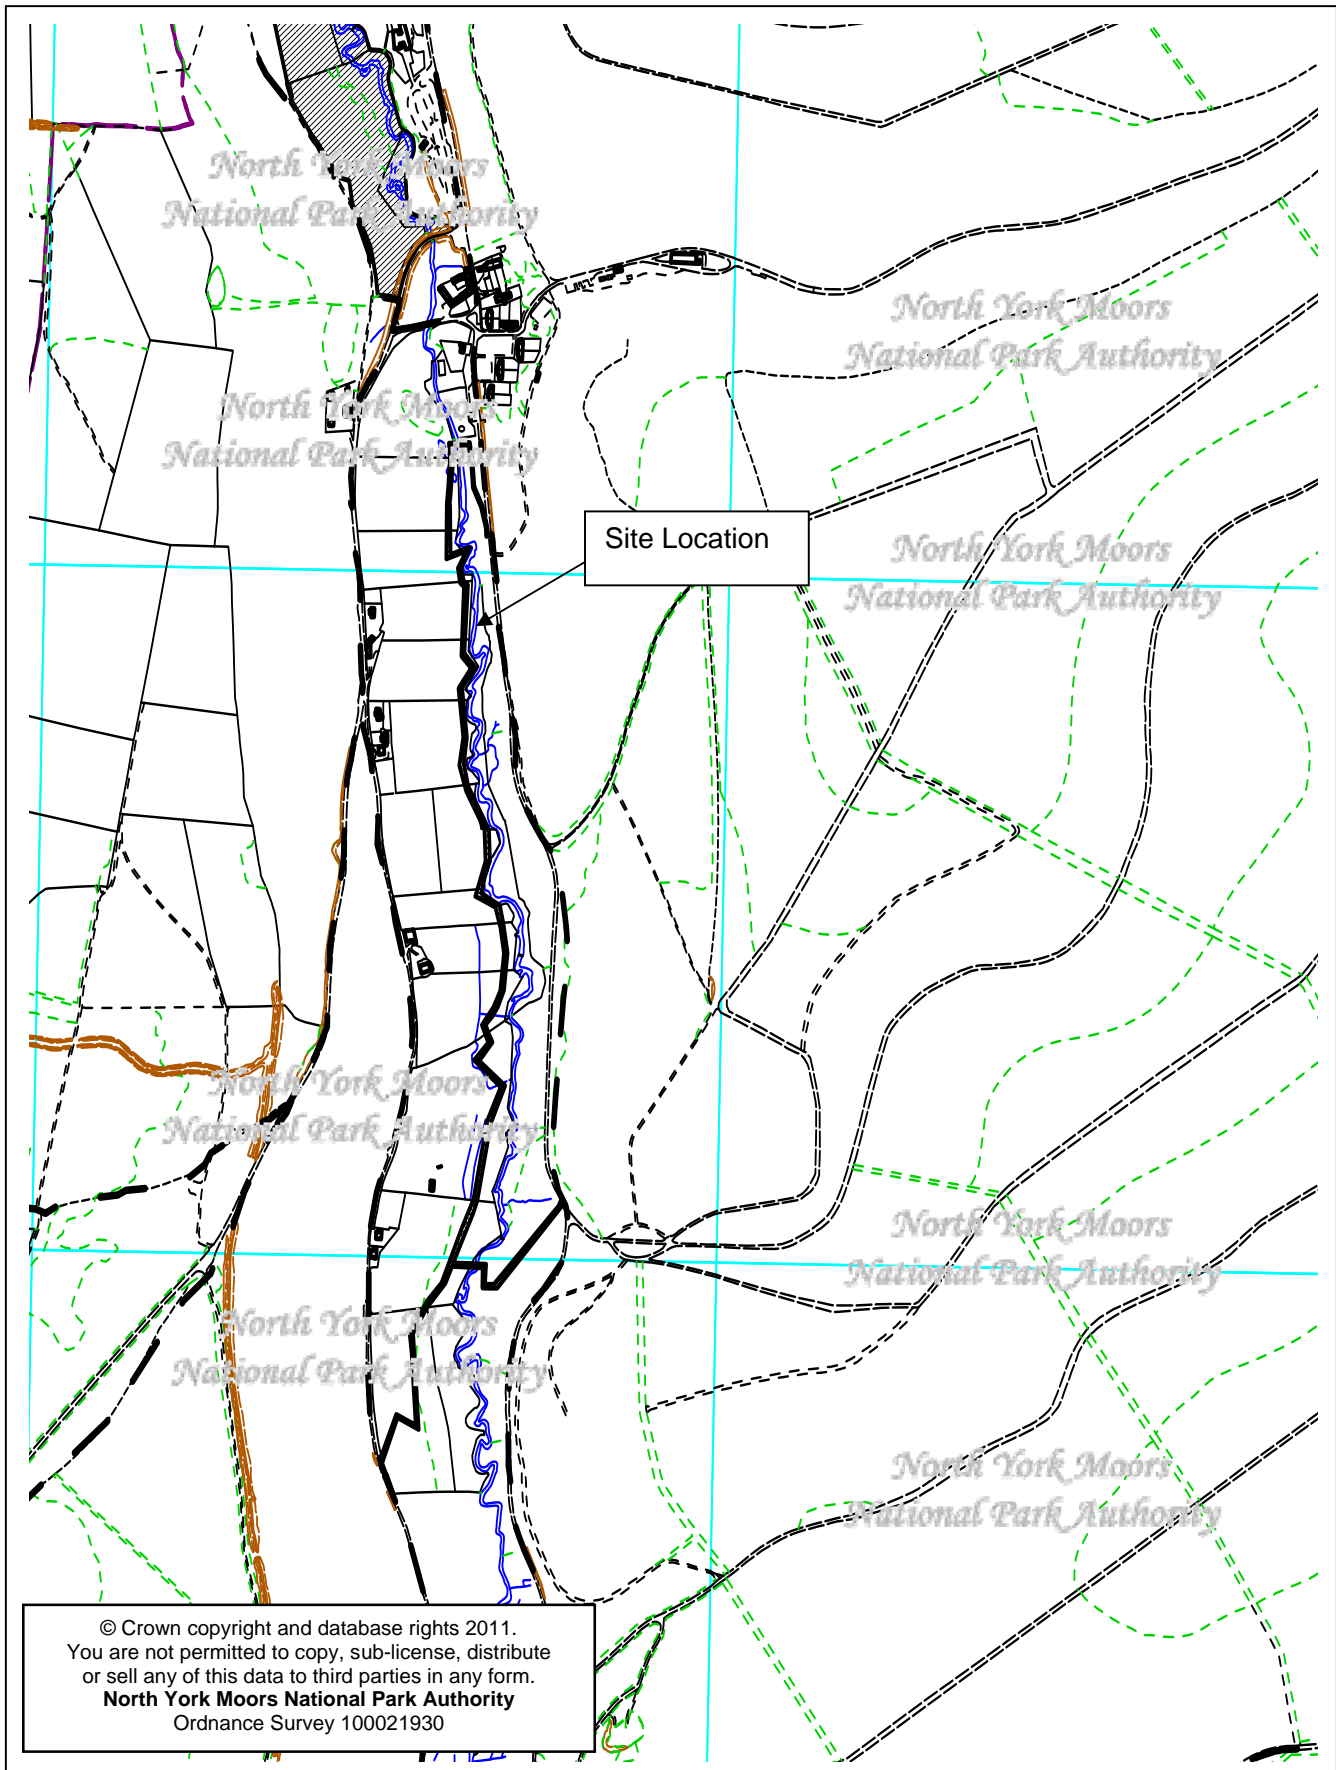 North York Moors
National Park Authority
North York Moors
National Park Authority
North York Moors
National Park Authority
Site Location
North York Moors
National Park Authority
North York Moors
National Park Authority
North York Moors
National Park Authority
North York Moors
National Park Authority
North York Moors
National Park Authority
© Crown copyright and database rights 2011.
You are not permitted to copy, sub-license, distribute
or sell any of this data to third parties in any form.
North York Moors National Park Authority
Ordnance Survey 100021930